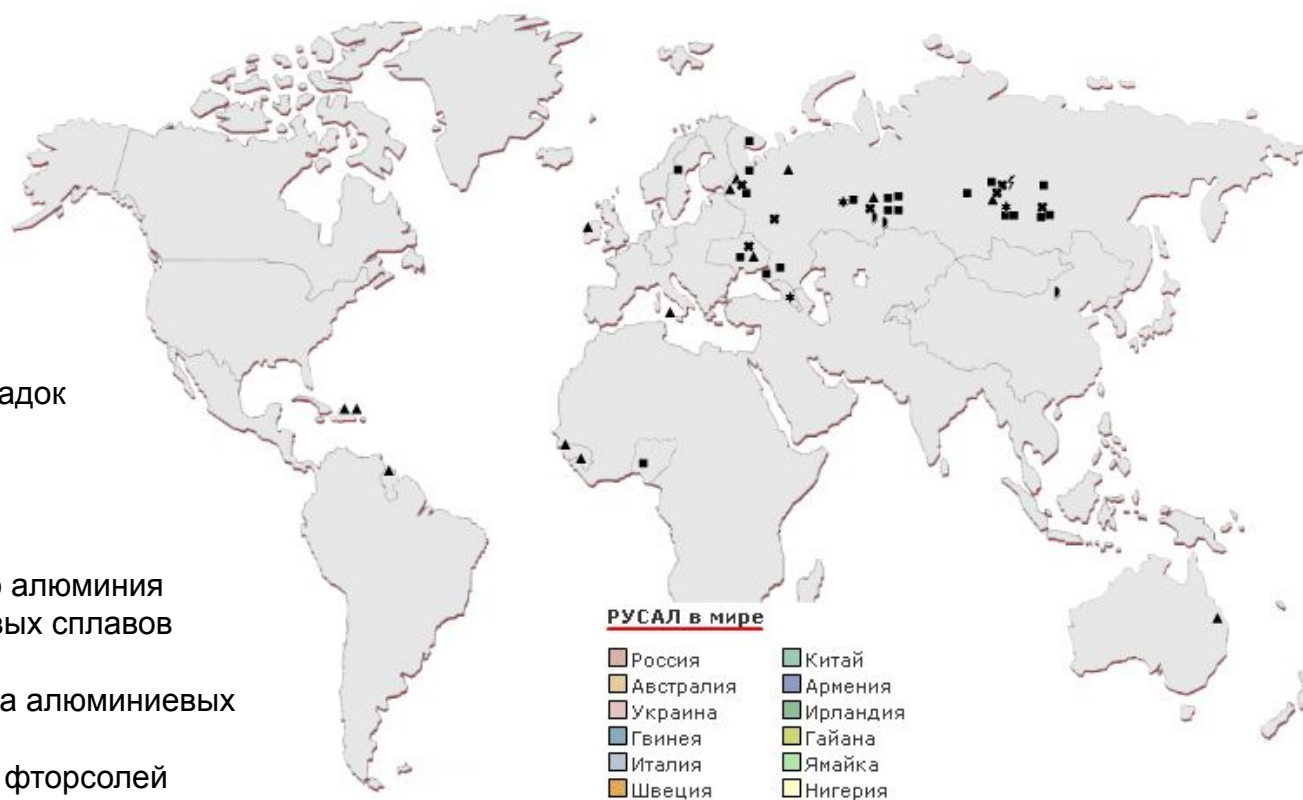 адок
о алюминия
вых сплавов
а алюминиевых
фторсолей
РУСАЛ в мире
Россия
Австралия
Украина
Гвинея
Италия
Швеция
Китай
Армения
Ирландия
Гайана
Ямайка
Нигерия